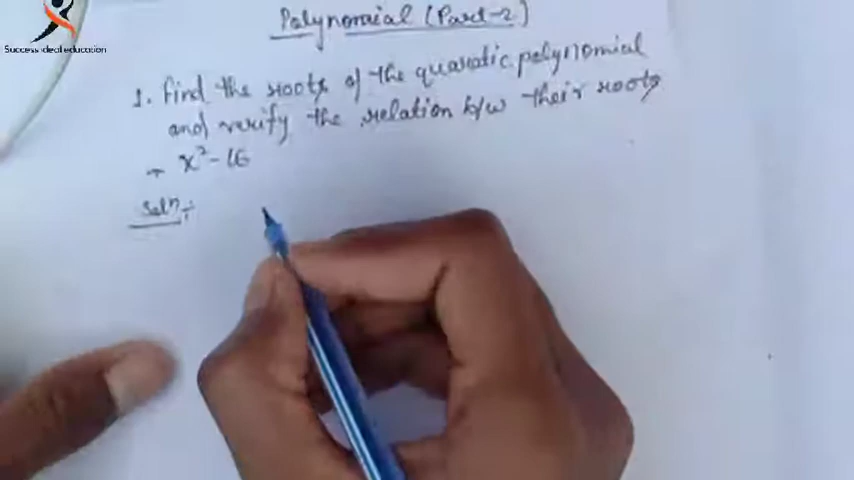 Success ideal education
Polynomial (Part-2)
1. Find the roots of the quadratic polynomial
and verify the relation b/w their roots
→ x² - 16
Solⁿ :-